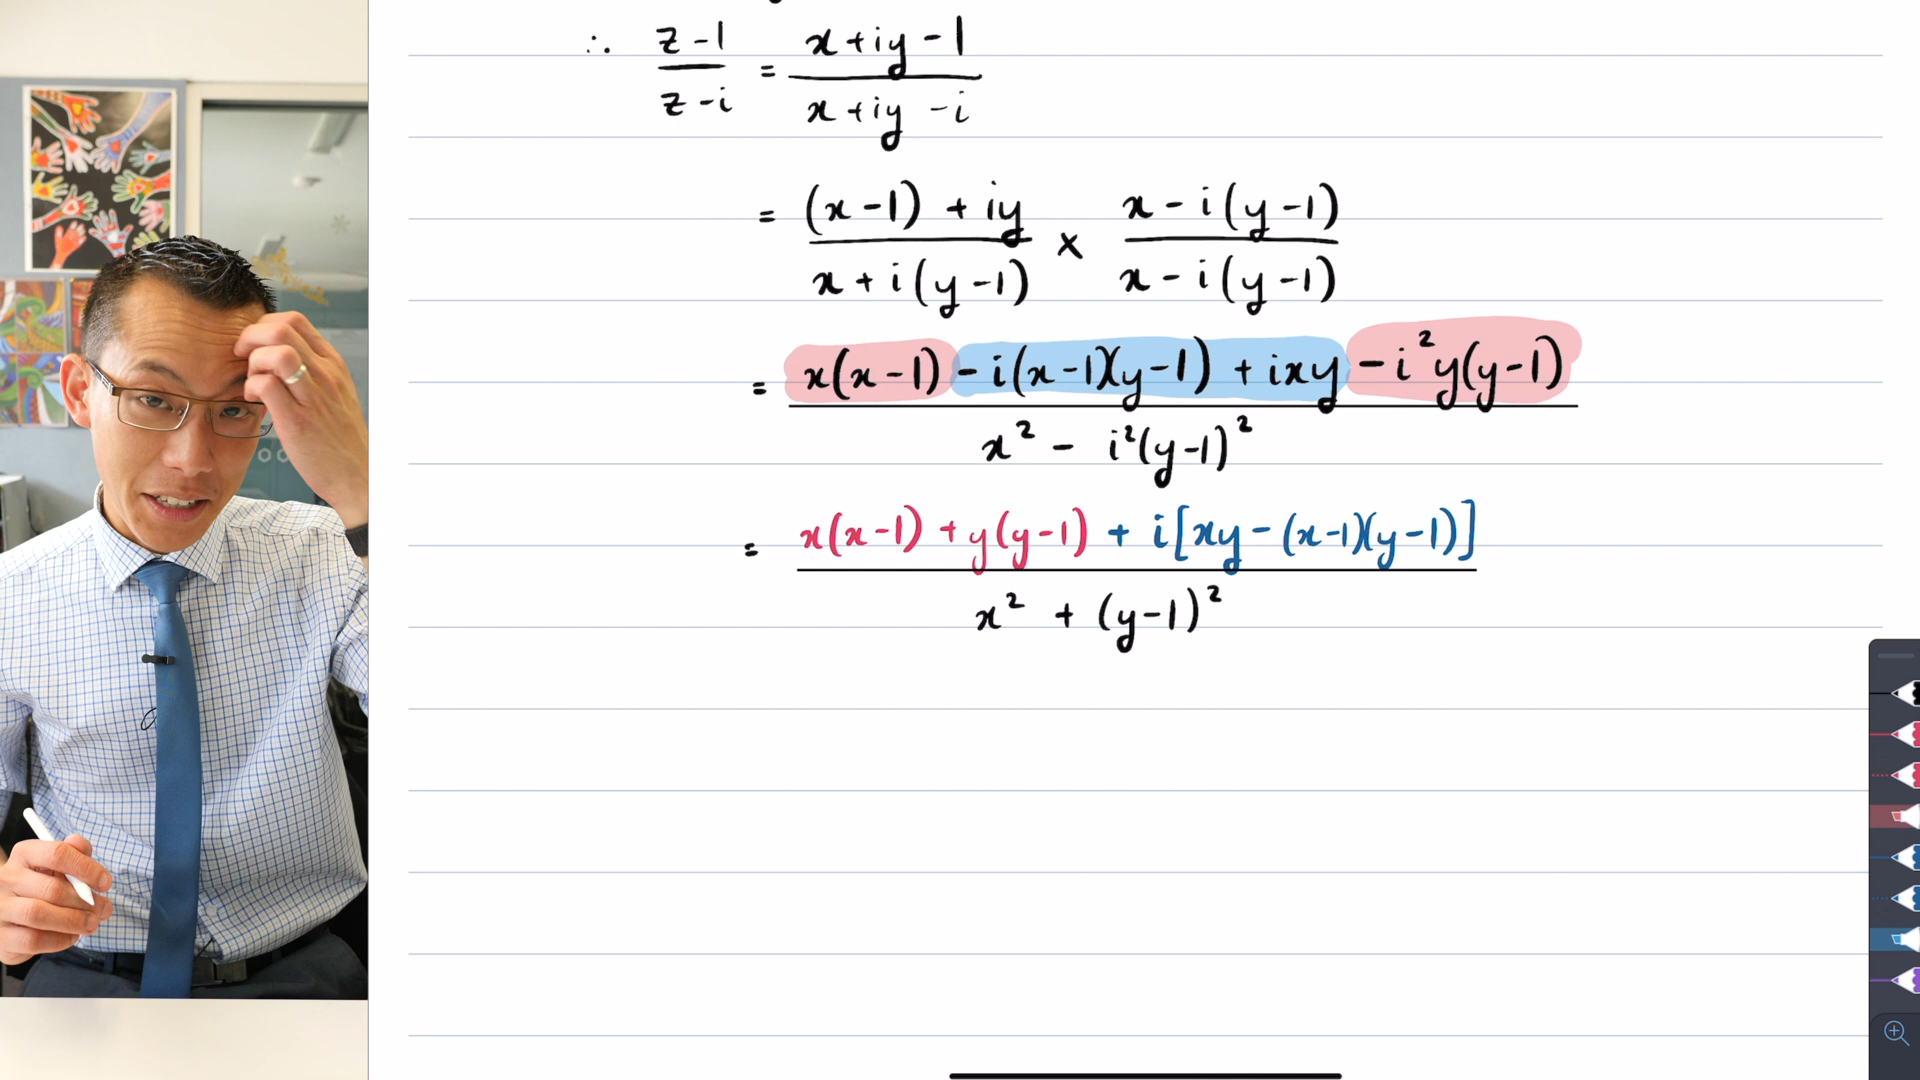 ∴ (z-1)/(z-i) = (x+iy-1)/(x+iy-i)
= ((x-1)+iy)/(x+i(y-1)) × (x-i(y-1))/(x-i(y-1))
= (x(x-1) - i(x-1)(y-1) + ixy - i²y(y-1))/(x² - i²(y-1)²)
= (x(x-1) + y(y-1) + i[xy-(x-1)(y-1)])/(x² + (y-1)²)